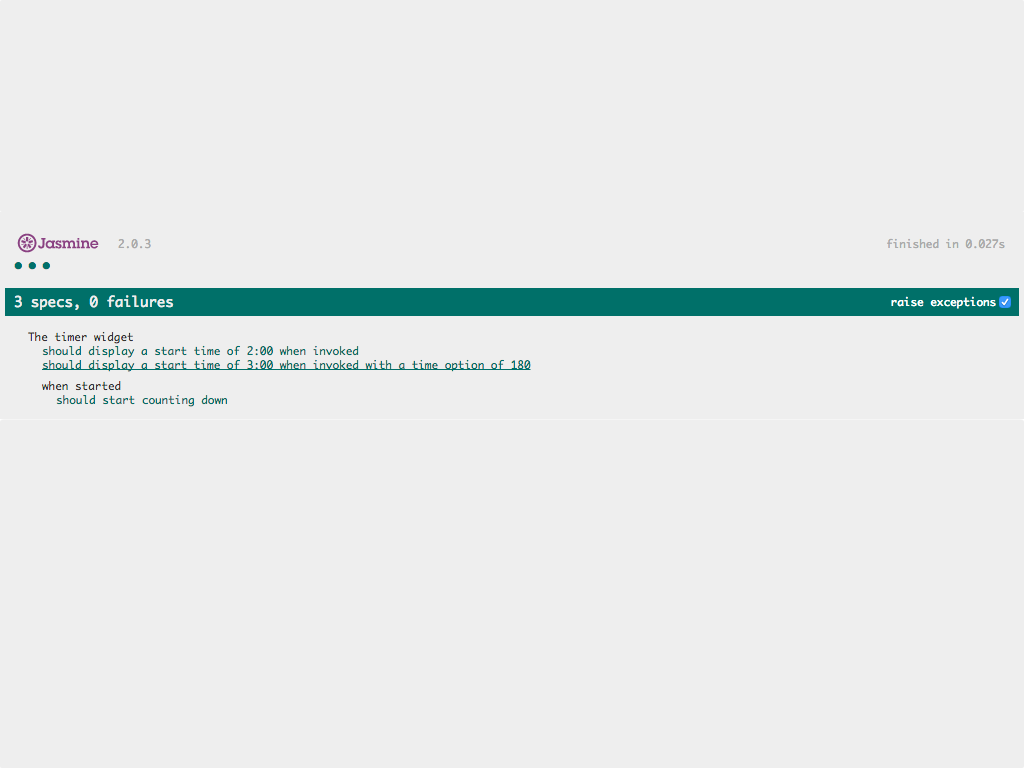 Jasmine 2.0.3 finished in 0.027s
3 specs, 0 failures raise exceptions
The timer widget
should display a start time of 2:00 when invoked
should display a start time of 3:00 when invoked with a time option of 180
when started
should start counting down